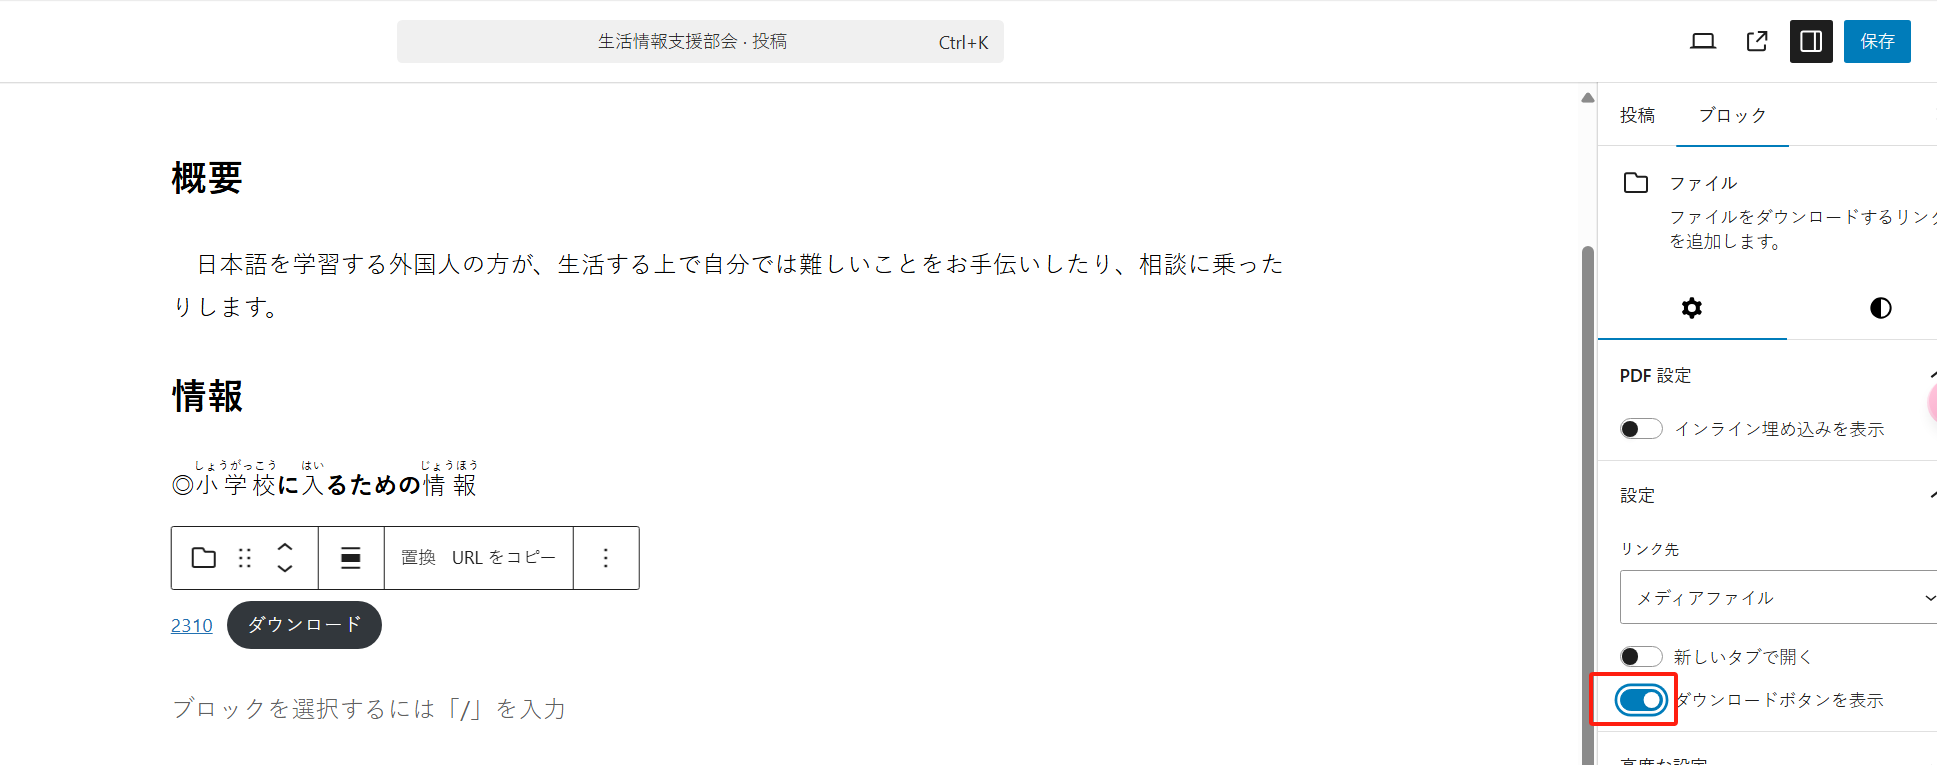 生活情報支援部会 · 投稿 Ctrl+K
保存
投稿 ブロック
概要
日本語を学習する外国人の方が、生活する上で自分では難しいことをお手伝いしたり、相談に乗った
りします。
情報
しょうがっこう はい じょうほう
◎小学校に入るための情報
置換 URL をコピー
2310 ダウンロード
ブロックを選択するには「/」を入力
ファイル
ファイルをダウンロードするリンク
を追加します。
PDF 設定
インライン埋め込みを表示
設定
リンク先
メディアファイル
新しいタブで開く
ダウンロードボタンを表示
高度な設定